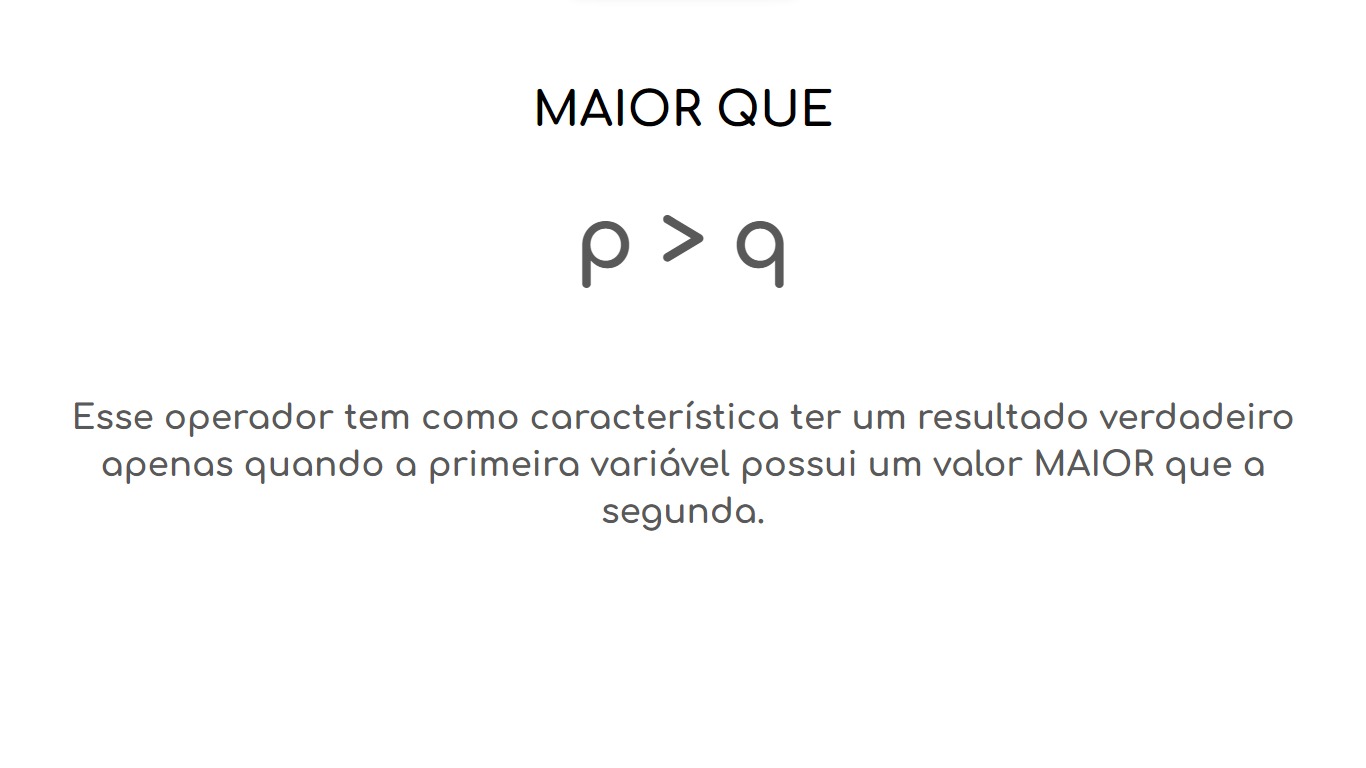 MAIOR QUE
p > q
Esse operador tem como característica ter um resultado verdadeiro
apenas quando a primeira variável possui um valor MAIOR que a
segunda.